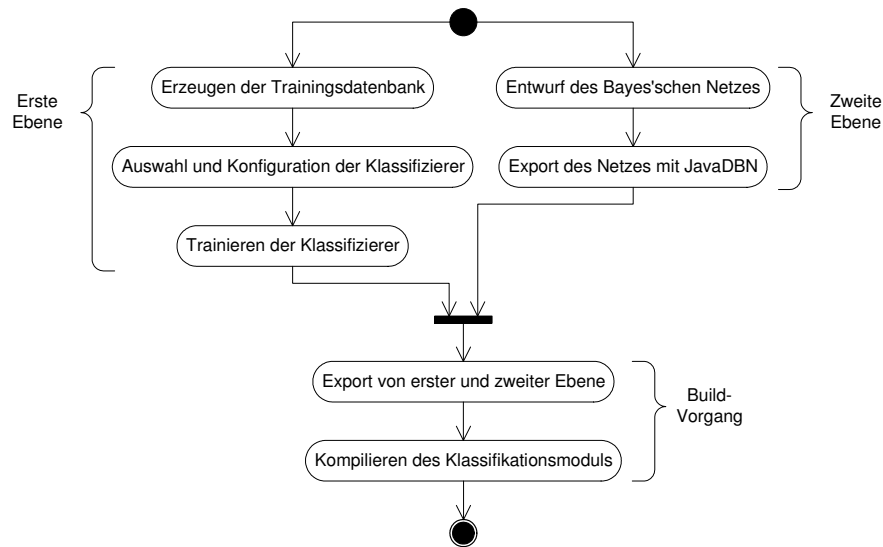 Erste
Ebene
Erzeugen der Trainingsdatenbank
Auswahl und Konfiguration der Klassifizierer
Trainieren der Klassifizierer
Entwurf des Bayes'schen Netzes
Export des Netzes mit JavaDBN
Zweite
Ebene
Export von erster und zweiter Ebene
Kompilieren des Klassifikationsmoduls
Build-
Vorgang